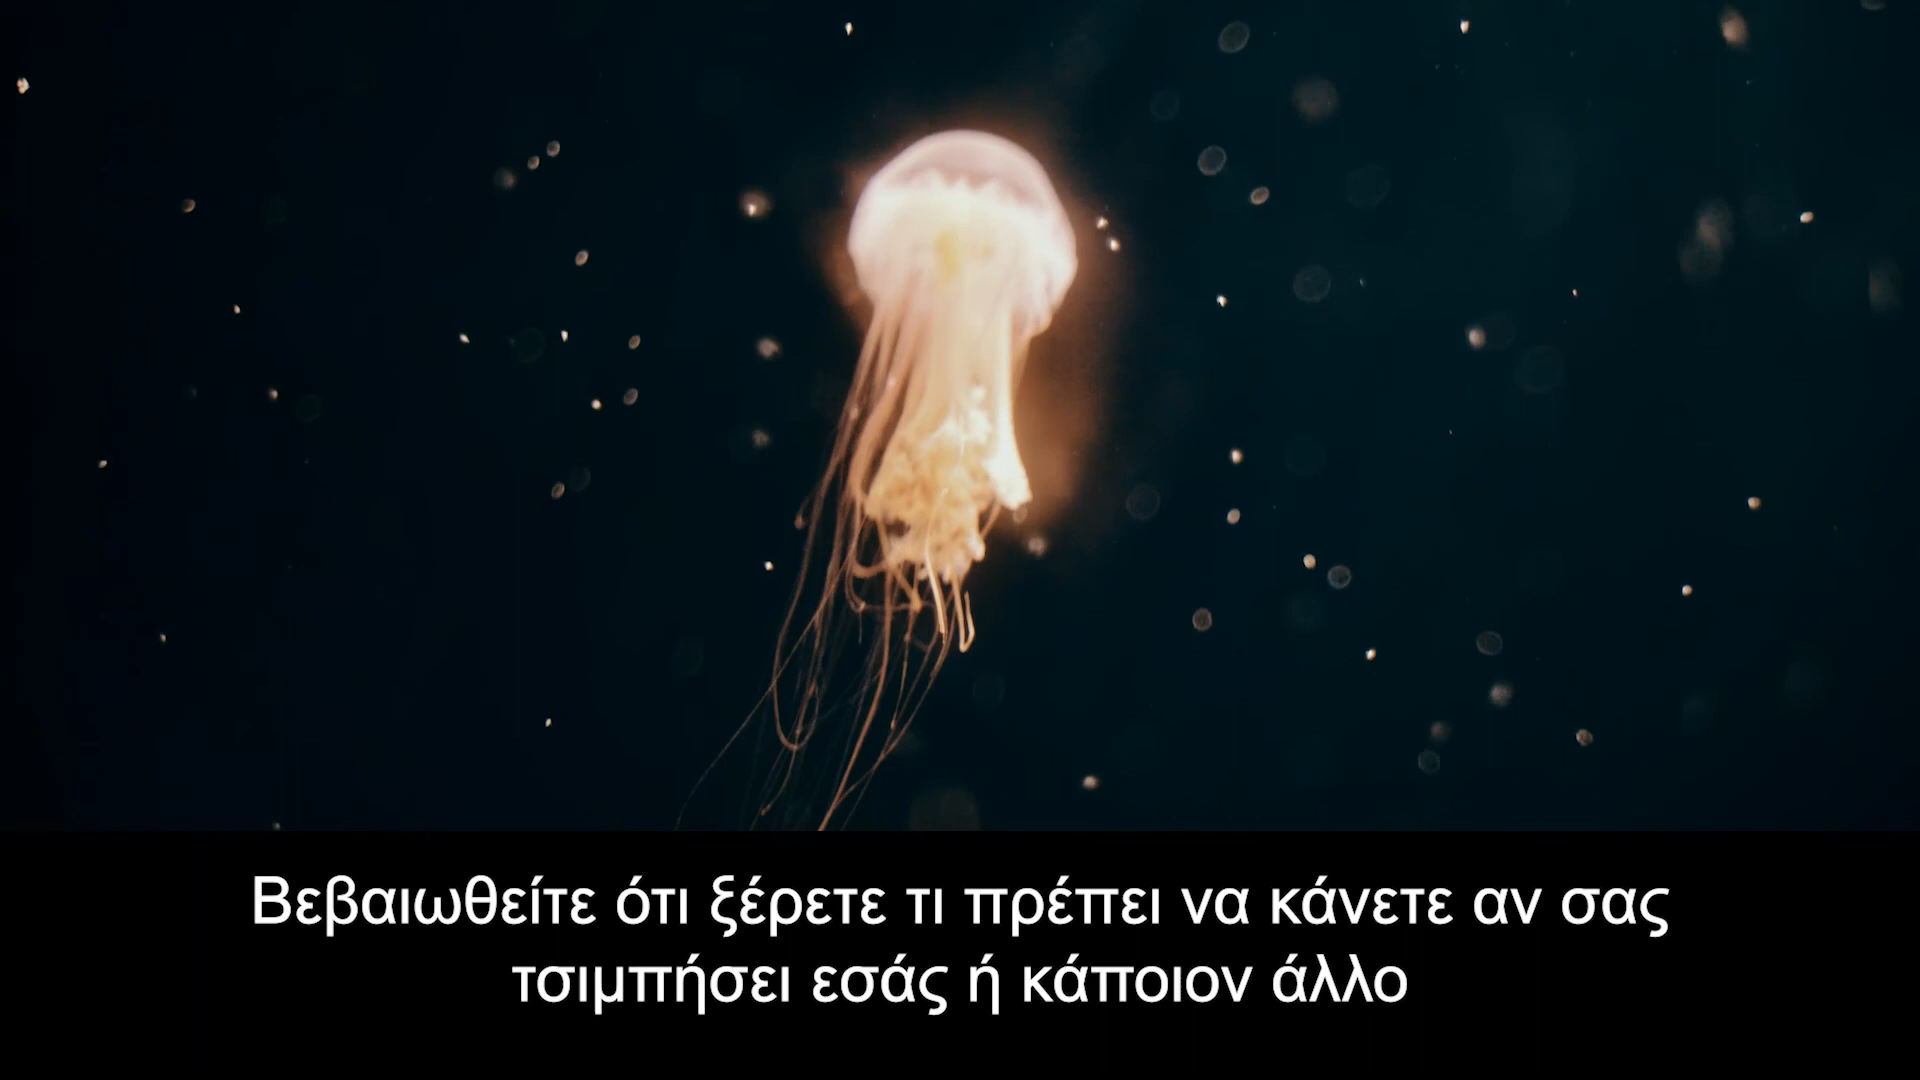 Βεβαιωθείτε ότι ξέρετε τι πρέπει να κάνετε αν σας
τσιμπήσει εσάς ή κάποιον άλλο